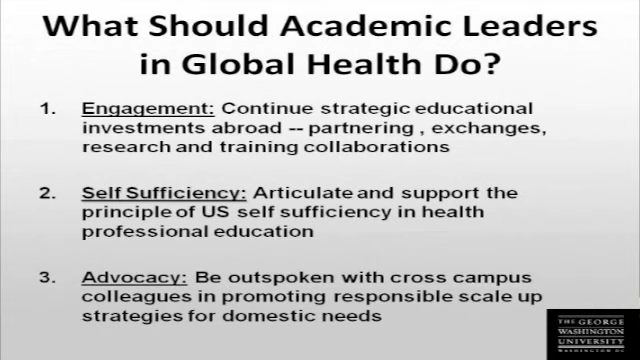 What Should Academic Leaders
in Global Health Do?
1. Engagement: Continue strategic educational
investments abroad -- partnering , exchanges,
research and training collaborations
2. Self Sufficiency: Articulate and support the
principle of US self sufficiency in health
professional education
3. Advocacy: Be outspoken with cross campus
colleagues in promoting responsible scale up
strategies for domestic needs
THE GEORGE
WASHINGTON
UNIVERSITY
WASHINGTON DC